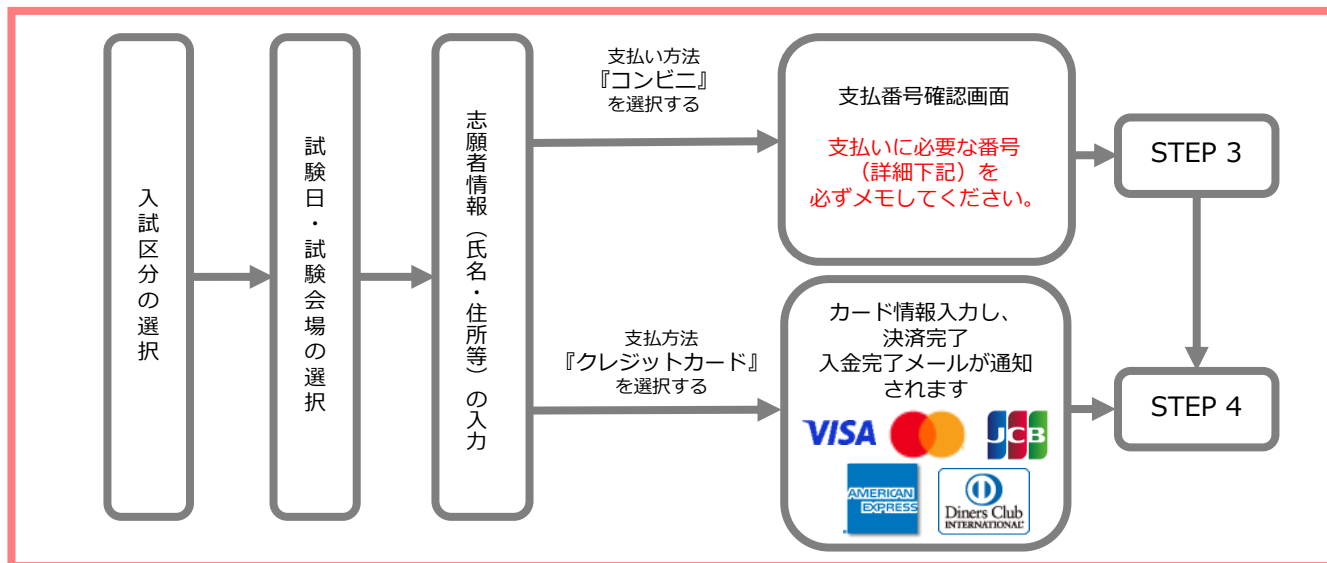 入試区分の選択
試験日・試験会場の選択
志願者情報（氏名・住所等）の入力
支払い方法
『コンビニ』
を選択する
支払番号確認画面
支払いに必要な番号
（詳細下記）を
必ずメモしてください。
STEP 3
支払方法
『クレジットカード』
を選択する
カード情報入力し、
決済完了
入金完了メールが通知
されます
VISA
JCB
AMERICAN
EXPRESS
Diners Club
INTERNATIONAL
STEP 4